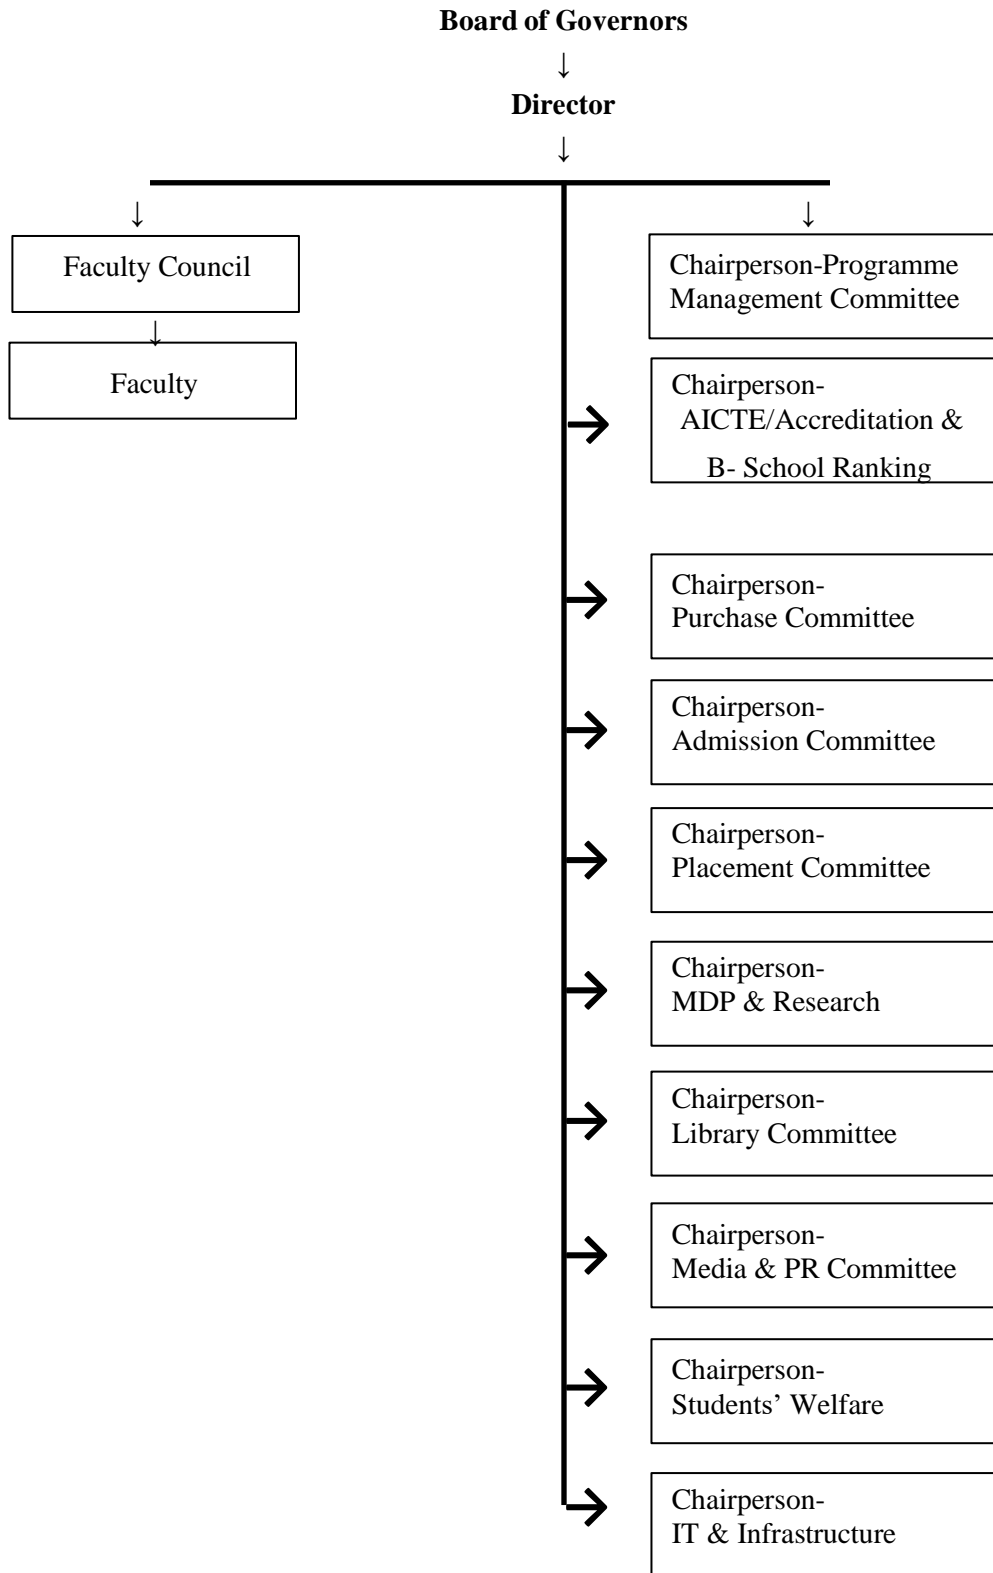 Board of Governors
↓
Director
↓
↓
↓
Faculty Council
↓
Faculty
Chairperson-Programme
Management Committee
Chairperson-
AICTE/Accreditation &
B- School Ranking
Chairperson-
Purchase Committee
Chairperson-
Admission Committee
Chairperson-
Placement Committee
Chairperson-
MDP & Research
Chairperson-
Library Committee
Chairperson-
Media & PR Committee
Chairperson-
Students’ Welfare
Chairperson-
IT & Infrastructure